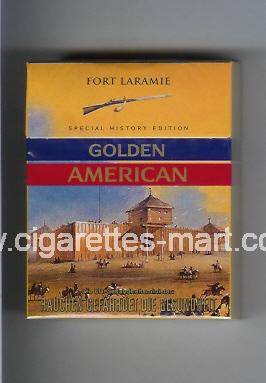 FORT LARAMIE
SPECIAL HISTORY EDITION
GOLDEN
AMERICAN
www.cigarettes-mart.com
RAUCHEN GEFÄHRDET DIE GESUNDHEIT